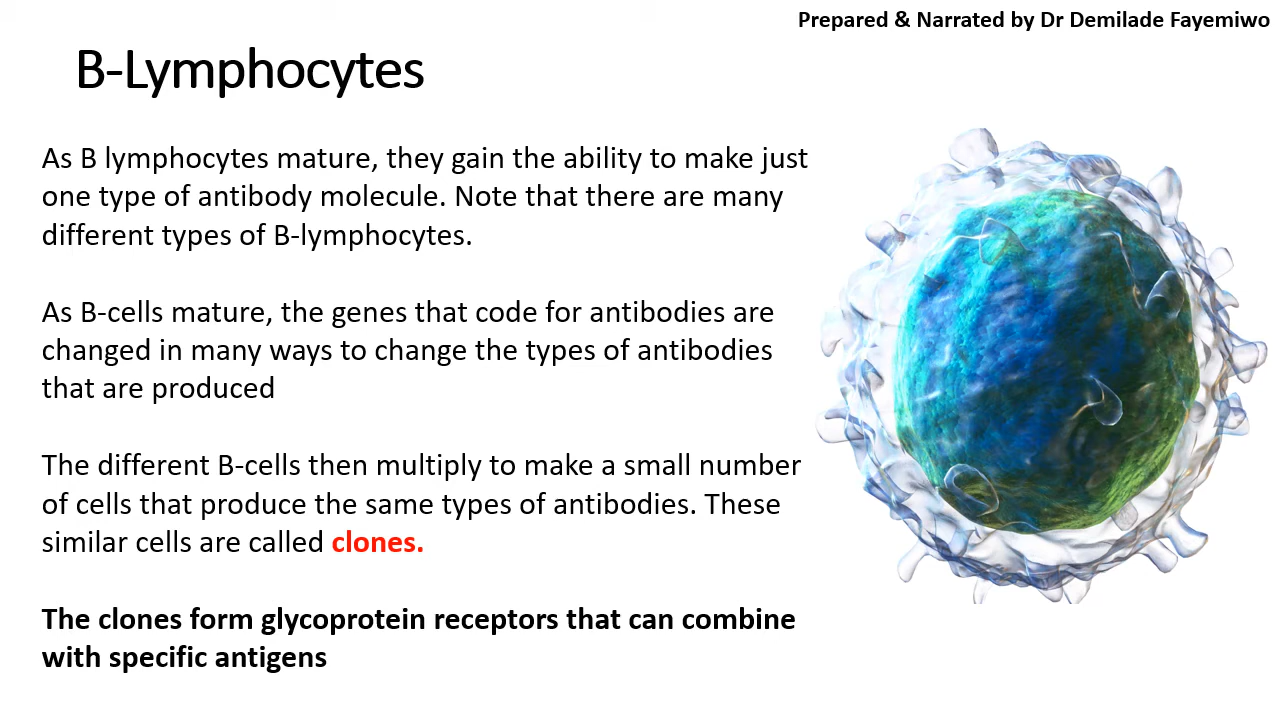 Prepared & Narrated by Dr Demilade Fayemiwo
B-Lymphocytes
As B lymphocytes mature, they gain the ability to make just
one type of antibody molecule. Note that there are many
different types of B-lymphocytes.
As B-cells mature, the genes that code for antibodies are
changed in many ways to change the types of antibodies
that are produced
The different B-cells then multiply to make a small number
of cells that produce the same types of antibodies. These
similar cells are called clones.
The clones form glycoprotein receptors that can combine
with specific antigens